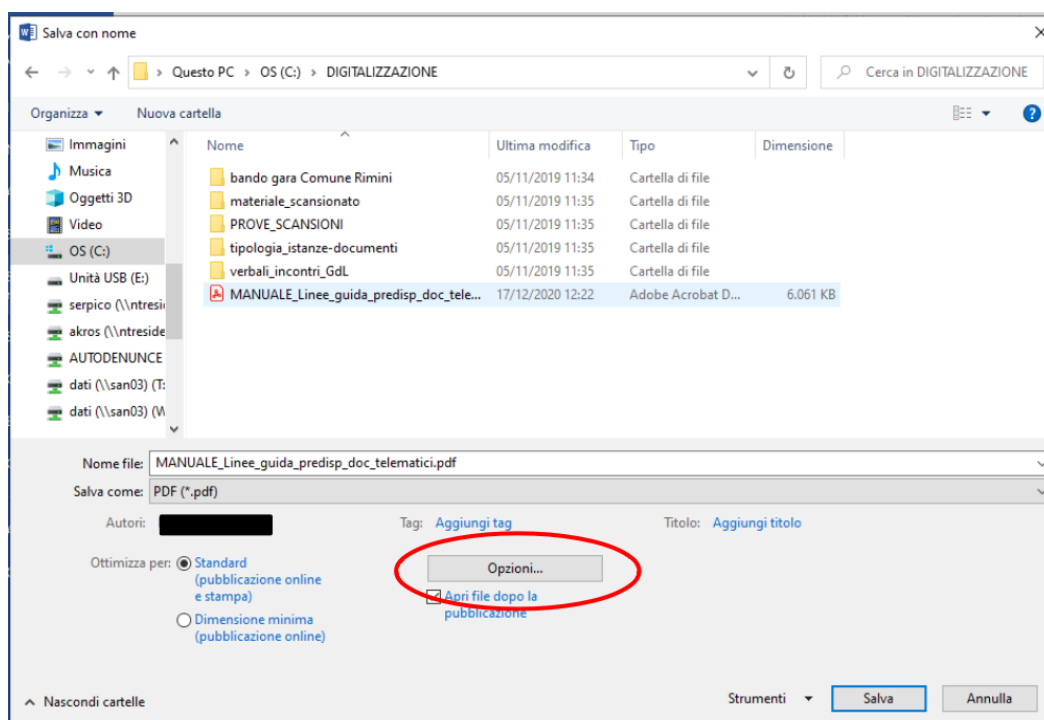 Salva con nome
Questo PC > OS (C:) > DIGITALIZZAZIONE
Cerca in DIGITALIZZAZIONE
Organizza
Nuova cartella
Immagini
Musica
Oggetti 3D
Video
OS (C:)
Unità USB (E:)
serpico (\\ntresi
akros (\\ntreside
AUTODENUNCE
dati (\\san03) (T:
dati (\\san03) (W
Nome Ultima modifica Tipo Dimensione
bando gara Comune Rimini 05/11/2019 11:34 Cartella di file
materiale_scansionato 05/11/2019 11:35 Cartella di file
PROVE_SCANSIONI 05/11/2019 11:35 Cartella di file
tipologia_istanze-documenti 05/11/2019 11:35 Cartella di file
verbali_incontri_GdL 05/11/2019 11:35 Cartella di file
MANUALE_Linee_guida_predisp_doc_tele... 17/12/2020 12:22 Adobe Acrobat D... 6.061 KB
Nome file: MANUALE_Linee_guida_predisp_doc_telematici.pdf
Salva come: PDF (*.pdf)
Autori:
Tag: Aggiungi tag
Titolo: Aggiungi titolo
Ottimizza per:
Standard
(pubblicazione online
e stampa)
Dimensione minima
(pubblicazione online)
Opzioni...
Apri file dopo la
pubblicazione
Nascondi cartelle
Strumenti
Salva
Annulla